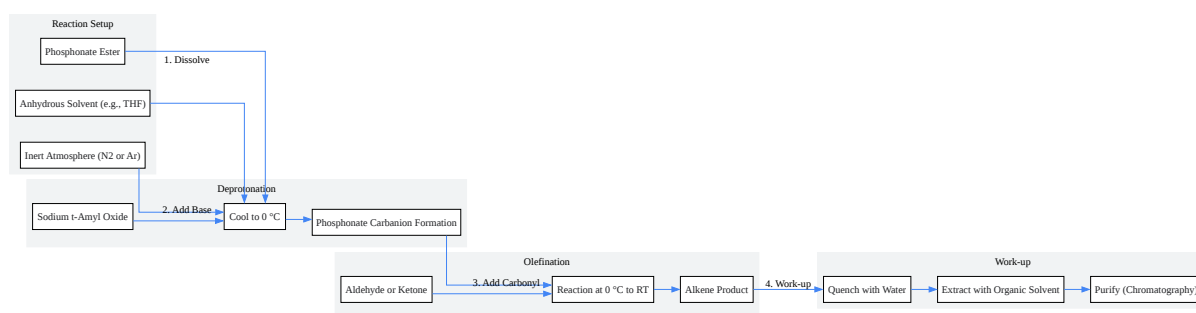 Reaction Setup
Phosphonate Ester
1. Dissolve
Anhydrous Solvent (e.g., THF)
Inert Atmosphere (N2 or Ar)
Deprotonation
2. Add Base
Sodium t-Amyl Oxide
Cool to 0 °C
Phosphonate Carbanion Formation
Olefination
Work-up
3. Add Carbonyl
4. Work-up
Aldehyde or Ketone
Reaction at 0 °C to RT
Alkene Product
Quench with Water
Extract with Organic Solvent
Purify (Chromatography)